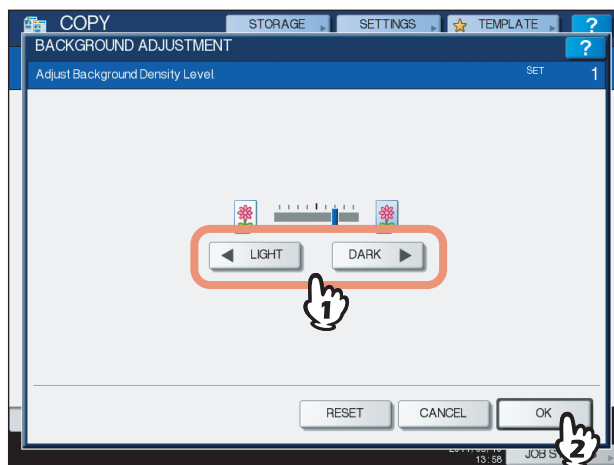 COPY STORAGE SETTINGS TEMPLATE ?
BACKGROUND ADJUSTMENT ?
Adjust Background Density Level. SET 1
LIGHT DARK
1
RESET CANCEL OK
2
13:58 JOB